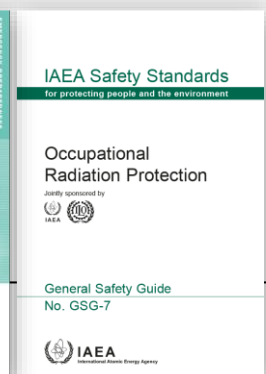 IAEA Safety Standards
for protecting people and the environment
Occupational
Radiation Protection
Jointly sponsored by
IAEA
General Safety Guide
No. GSG-7
IAEA
International Atomic Energy Agency